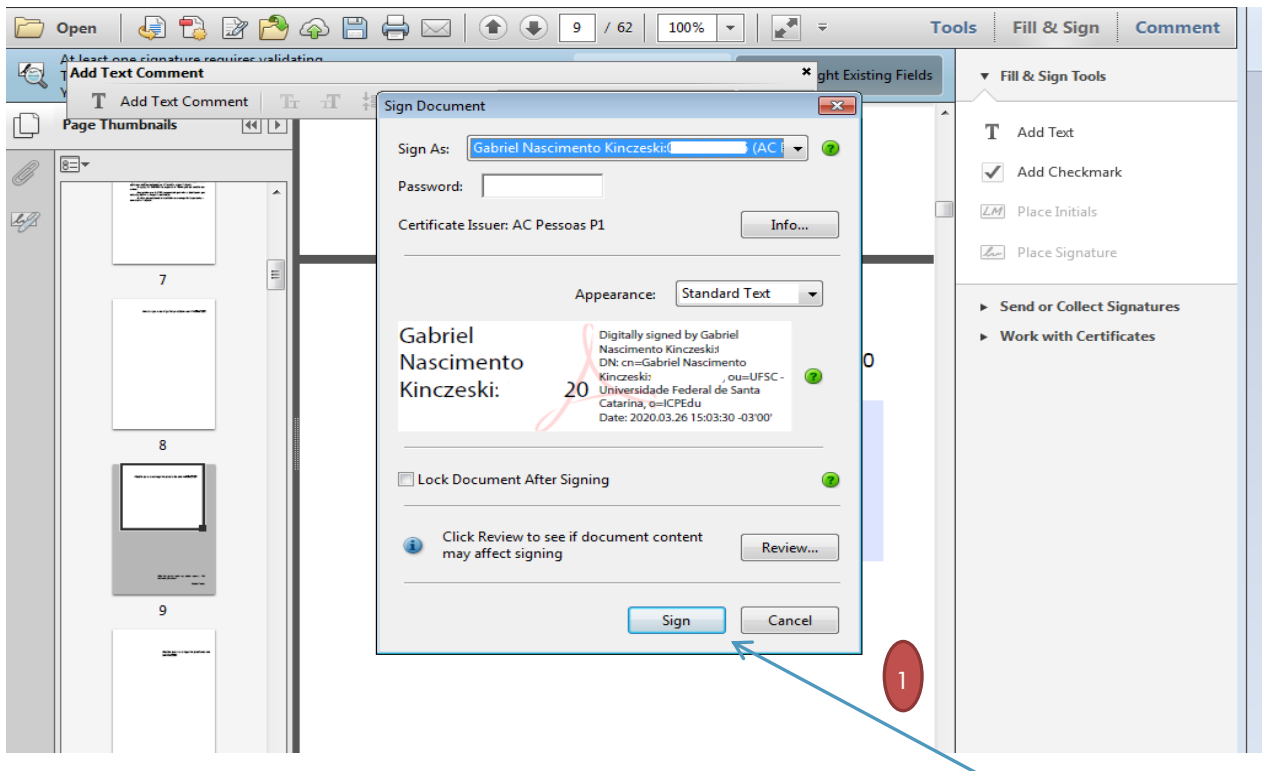 Open
9 / 62
100%
Tools
Fill & Sign
Comment
At least one signature requires validating
Add Text Comment
ght Existing Fields
Add Text Comment
Page Thumbnails
7
8
9
Sign Document
Sign As: Gabriel Nascimento Kinczeski: (AC
Password:
Certificate Issuer: AC Pessoas P1
Info...
Appearance: Standard Text
Gabriel
Nascimento
Kinczeski: 20
Digitally signed by Gabriel
Nascimento Kinczeski:
DN: cn=Gabriel Nascimento
Kinczeski: , ou=UFSC -
Universidade Federal de Santa
Catarina, o=ICPEdu
Date: 2020.03.26 15:03:30 -03'00'
Lock Document After Signing
Click Review to see if document content
may affect signing
Review...
Sign
Cancel
O
1
Fill & Sign Tools
T Add Text
Add Checkmark
LM Place Initials
Place Signature
Send or Collect Signatures
Work with Certificates